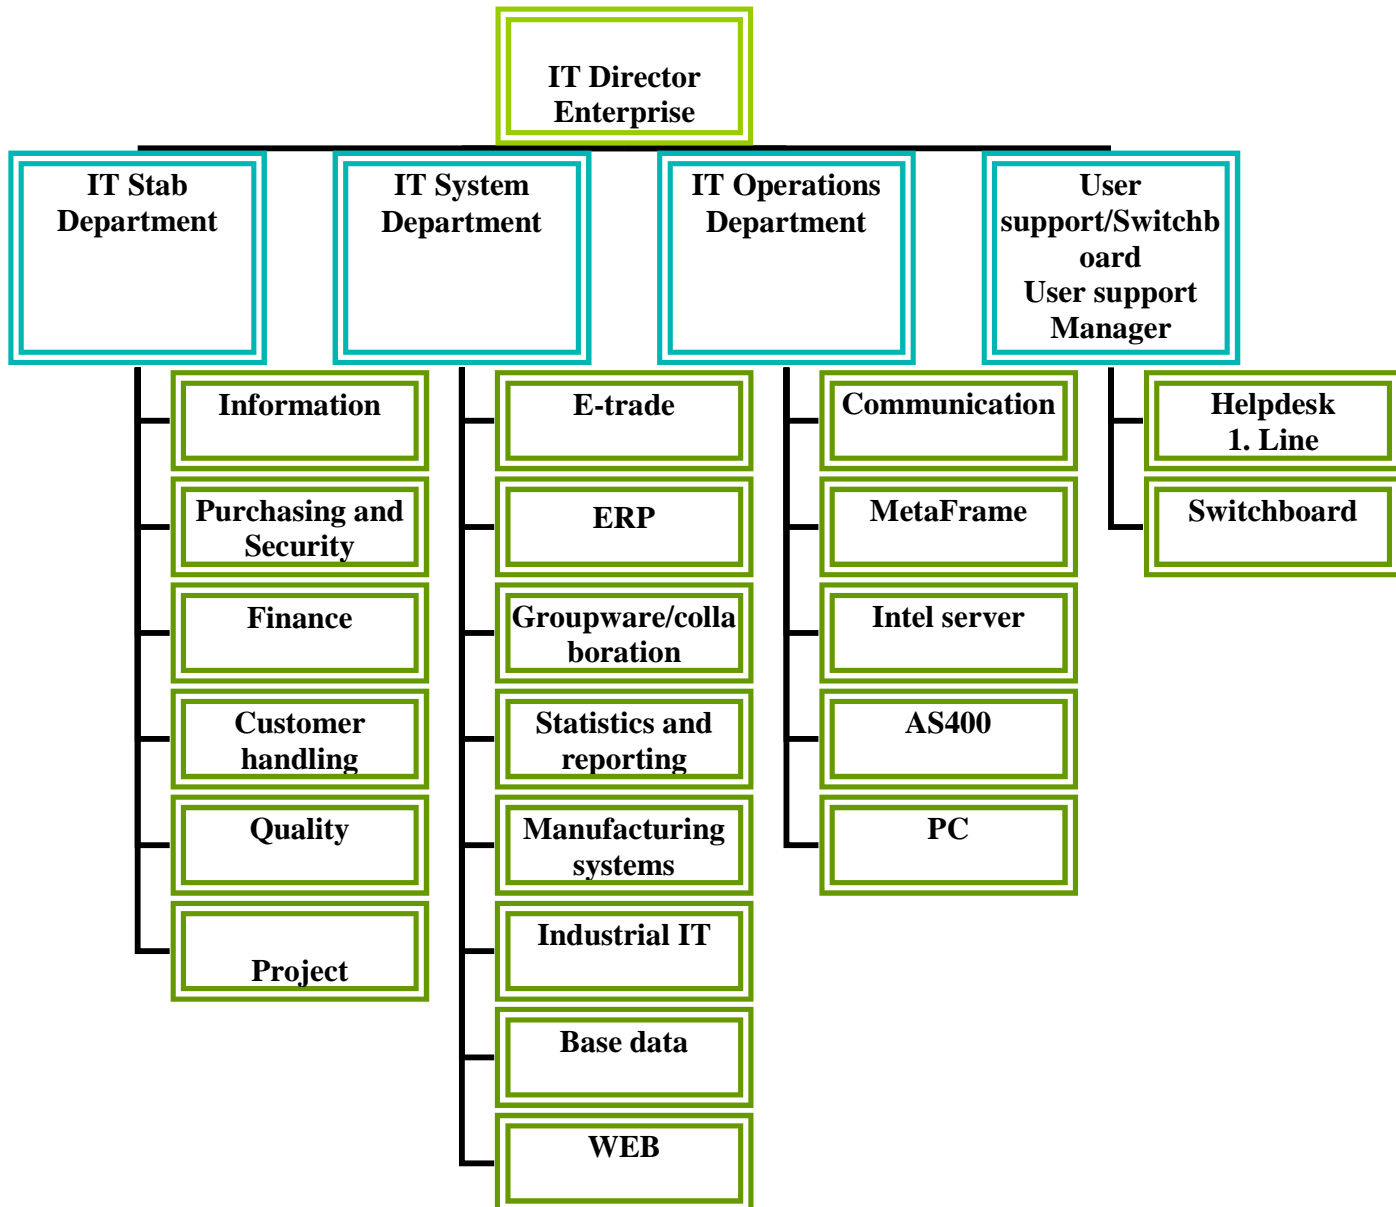 IT Director
Enterprise
IT Stab
Department
IT System
Department
IT Operations
Department
User
support/Switchb
oard
User support
Manager
Information
Purchasing and
Security
Finance
Customer
handling
Quality
Project
E-trade
ERP
Groupware/colla
boration
Statistics and
reporting
Manufacturing
systems
Industrial IT
Base data
WEB
Communication
MetaFrame
Intel server
AS400
PC
Helpdesk
1. Line
Switchboard